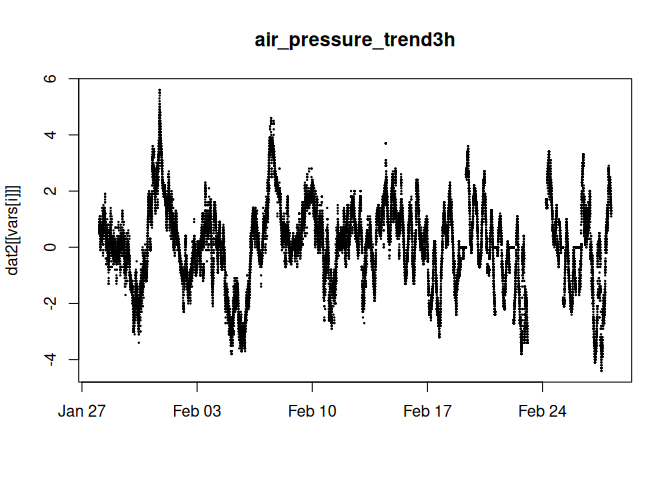 air_pressure_trend3h
dat2[[vars[i]]]
6
4
2
0
-2
-4
Jan 27
Feb 03
Feb 10
Feb 17
Feb 24